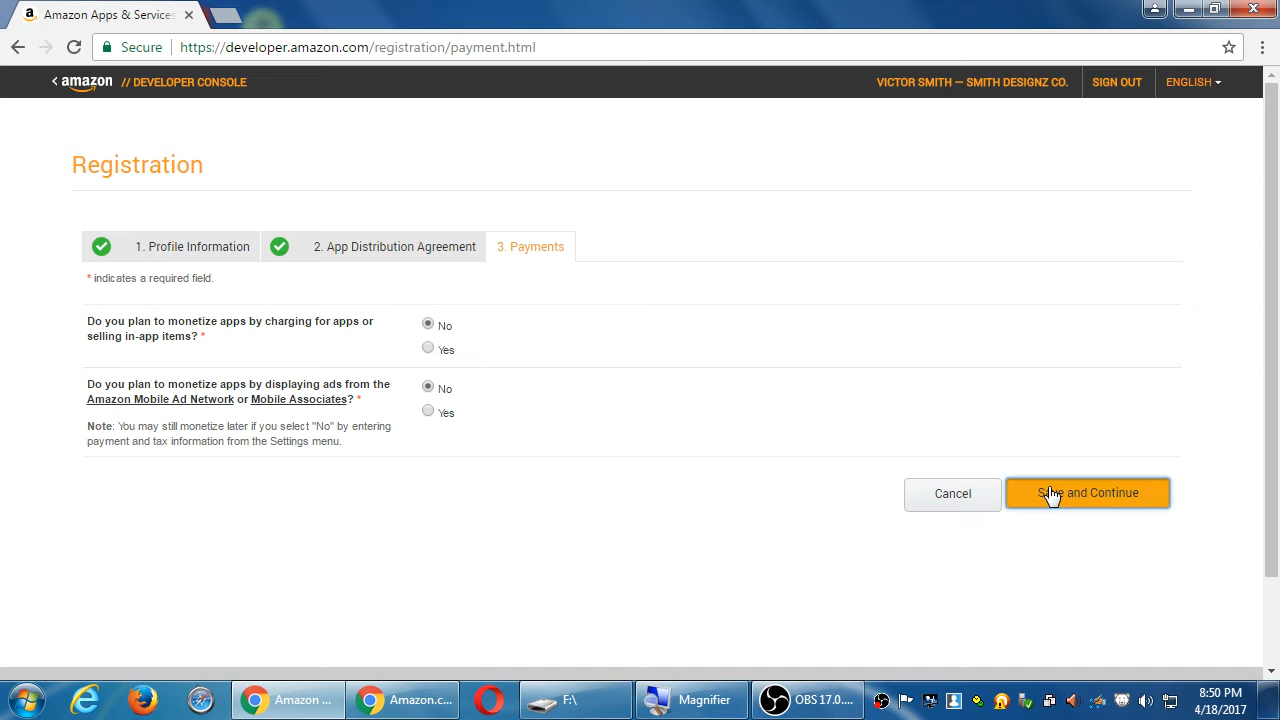 Amazon Apps & Services
Secure
https://developer.amazon.com/registration/payment.html
amazon // DEVELOPER CONSOLE
VICTOR SMITH — SMITH DESIGNZ CO.
SIGN OUT
ENGLISH
Registration
1. Profile Information
2. App Distribution Agreement
3. Payments
* indicates a required field.
Do you plan to monetize apps by charging for apps or
selling in-app items? *
No
Yes
Do you plan to monetize apps by displaying ads from the
Amazon Mobile Ad Network or Mobile Associates? *
No
Yes
Note: You may still monetize later if you select "No" by entering
payment and tax information from the Settings menu.
Cancel
Save and Continue
Amazon ...
Amazon.c...
F:\
Magnifier
OBS 17.0....
8:50 PM
4/18/2017